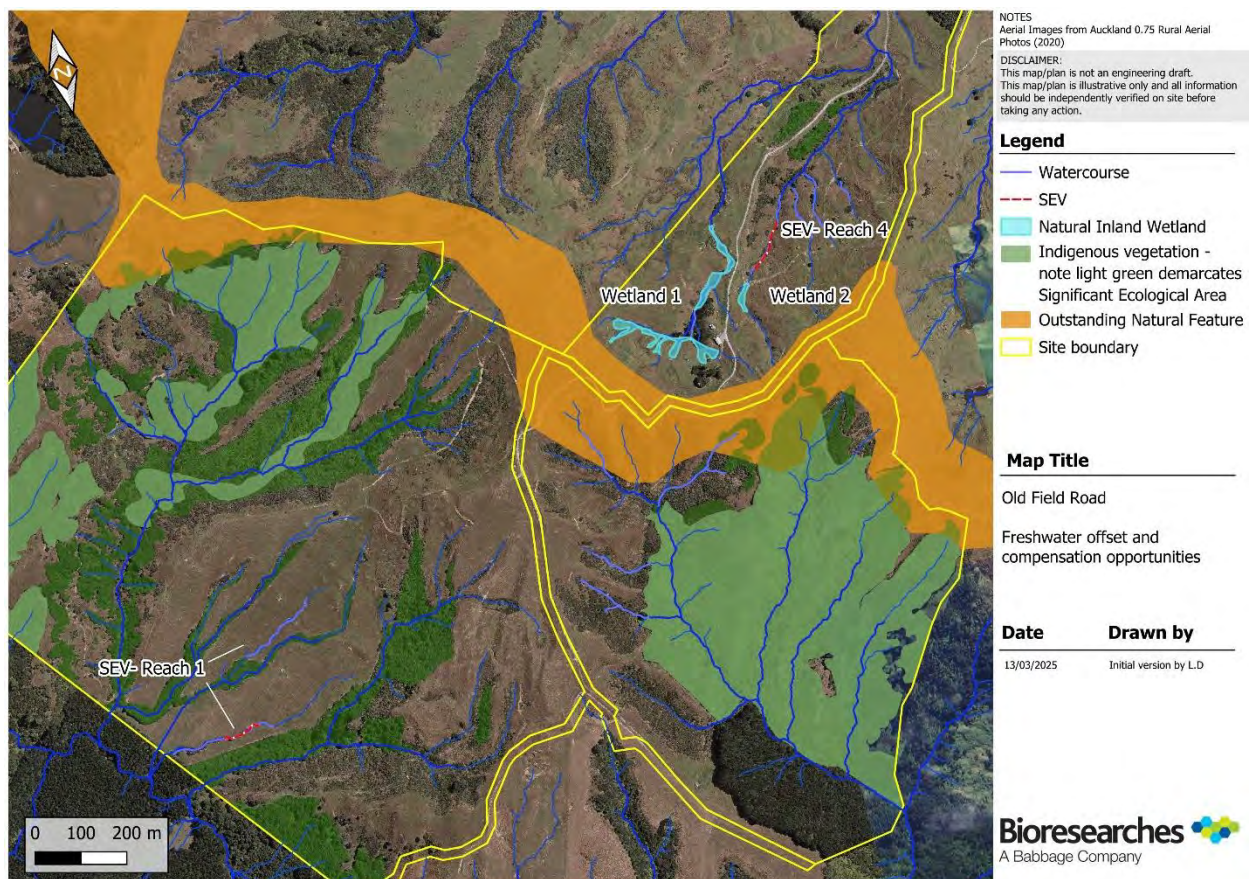 NOTES
Aerial Images from Auckland 0.75 Rural Aerial
Photos (2020)
DISCLAIMER:
This map/plan is not an engineering draft.
This map/plan is illustrative only and all information
should be independently verified on site before
taking any action.
Legend
Watercourse
SEV
Natural Inland Wetland
Indigenous vegetation -
note light green demarcates
Significant Ecological Area
Outstanding Natural Feature
Site boundary
Map Title
Old Field Road
Freshwater offset and
compensation opportunities
Date Drawn by
13/03/2025 Initial version by L.D
Bioresearches
A Babbage Company
N
SEV- Reach 4
Wetland 1
Wetland 2
SEV- Reach 1
0 100 200 m